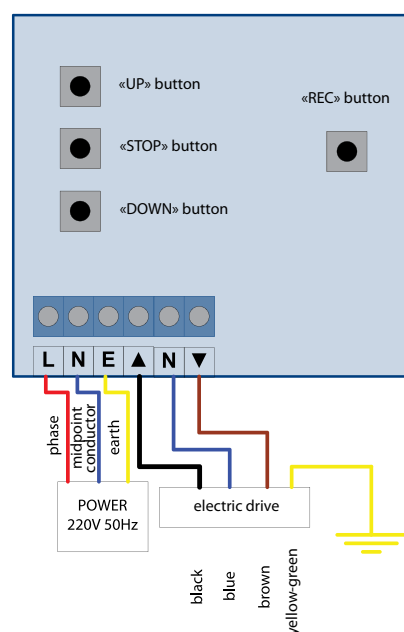 «UP» button
«REC» button
«STOP» button
«DOWN» button
L N E ▲ N ▼
phase
midpoint
conductor
earth
POWER
220V 50Hz
electric drive
black
blue
brown
yellow-green